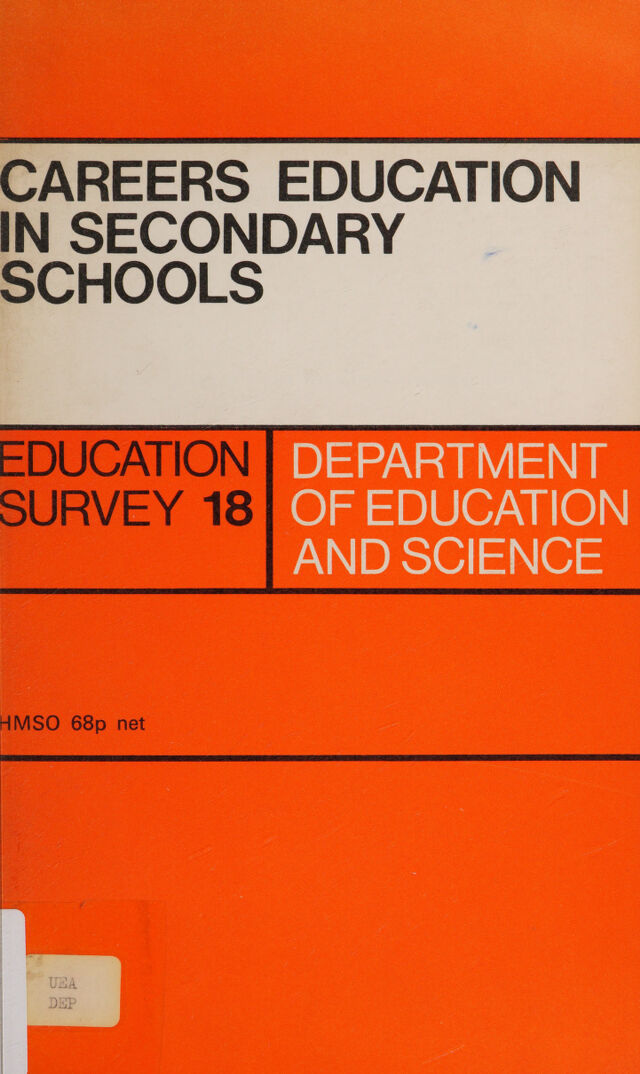 CAREERS EDUCATION
IN SECONDARY
SCHOOLS
EDUCATION
SURVEY 18
DEPARTMENT
OF EDUCATION
AND SCIENCE
HMSO 68p net
UEA
DEP